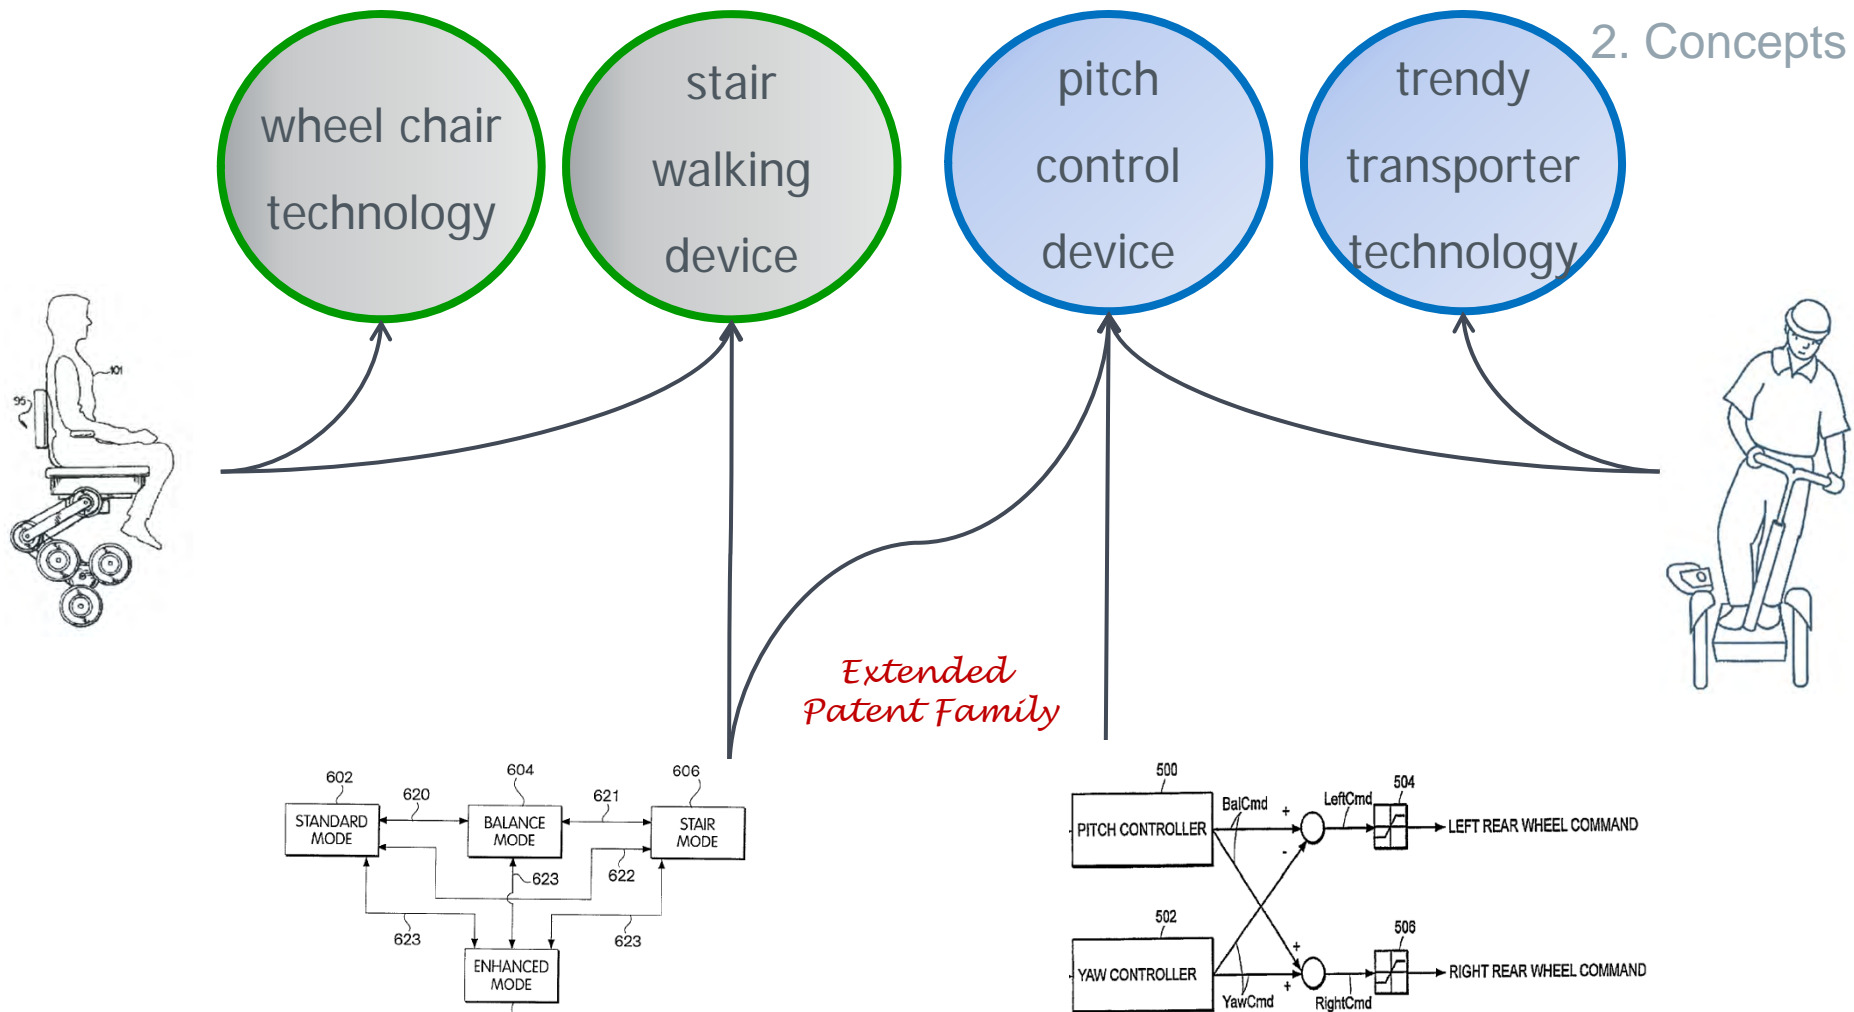 2. Concepts
wheel chair
technology
stair
walking
device
pitch
control
device
trendy
transporter
technology
101
95
Extended
Patent Family
602
604
606
620
621
STANDARD
MODE
BALANCE
MODE
STAIR
MODE
622
623
623
623
ENHANCED
MODE
500
504
BalCmd
+
LeftCmd
PITCH CONTROLLER
LEFT REAR WHEEL COMMAND
-
502
506
+
YAW CONTROLLER
RIGHT REAR WHEEL COMMAND
YawCmd
+
RightCmd